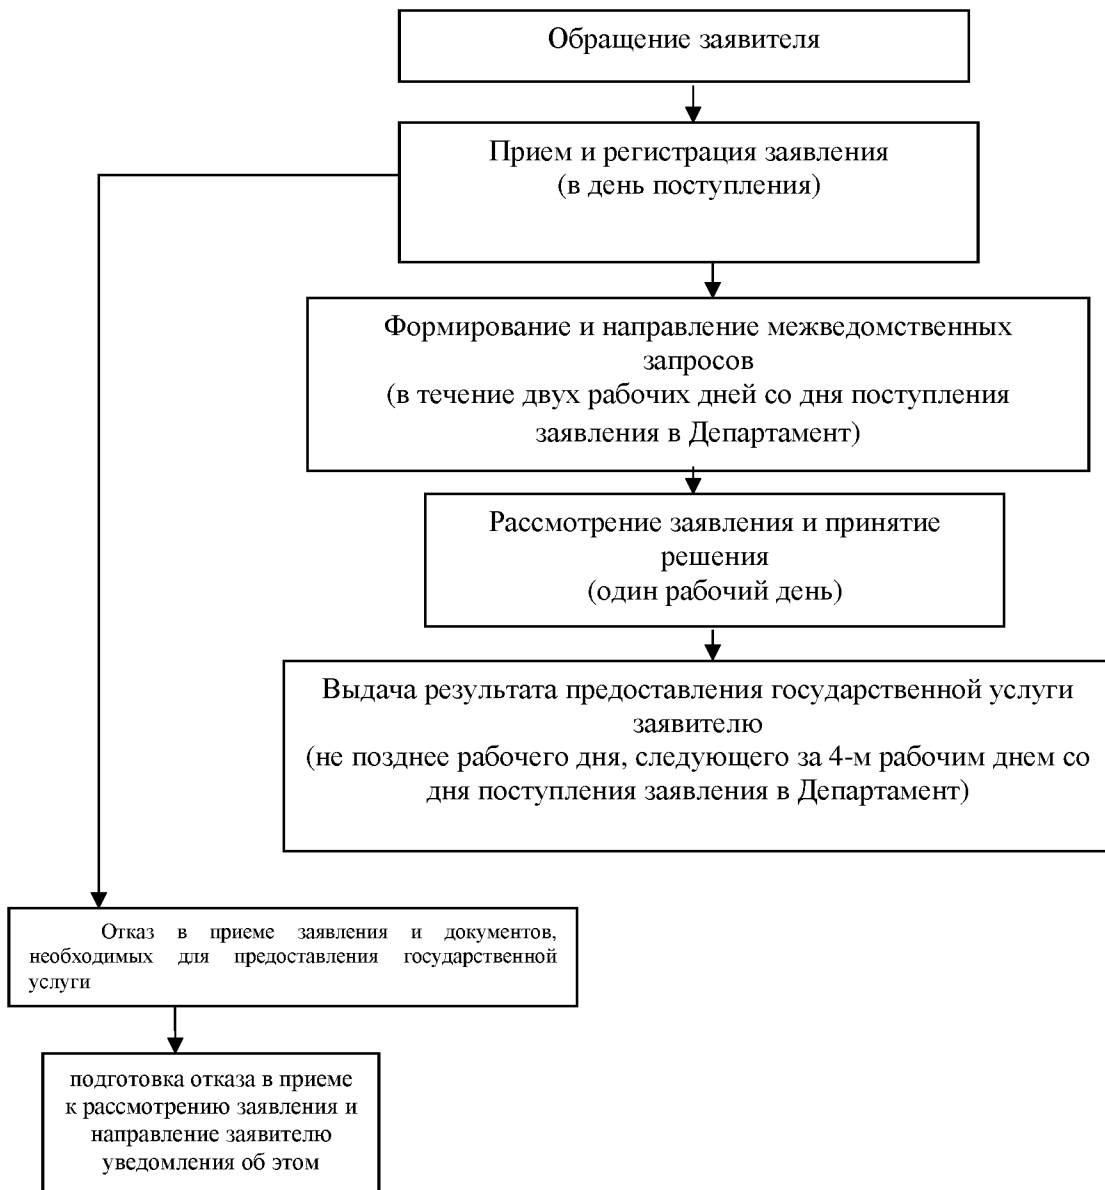 Обращение заявителя
Прием и регистрация заявления
(в день поступления)
Формирование и направление межведомственных
запросов
(в течение двух рабочих дней со дня поступления
заявления в Департамент)
Рассмотрение заявления и принятие
решения
(один рабочий день)
Выдача результата предоставления государственной услуги
заявителю
(не позднее рабочего дня, следующего за 4-м рабочим днем со
дня поступления заявления в Департамент)
Отказ в приеме заявления и документов,
необходимых для предоставления государственной
услуги
подготовка отказа в приеме
к рассмотрению заявления и
направление заявителю
уведомления об этом